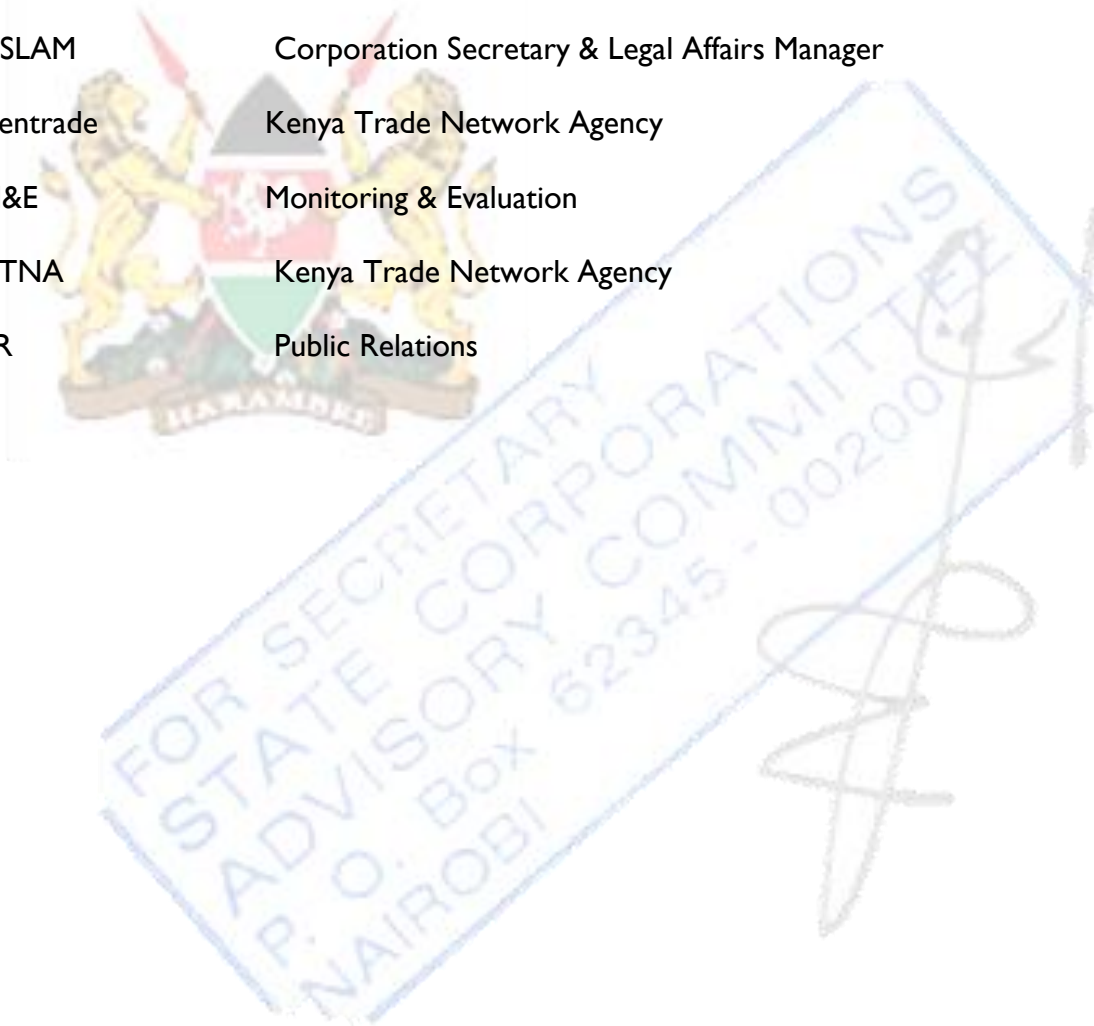 SLAM Corporation Secretary & Legal Affairs Manager
entrade Kenya Trade Network Agency
&E Monitoring & Evaluation
TNA Kenya Trade Network Agency
R Public Relations
HARAMBEE
FOR SECRETARY
STATE CORPORATIONS
ADVISORY COMMITTEE
P. O. Box 62345 - 00200
NAIROBI